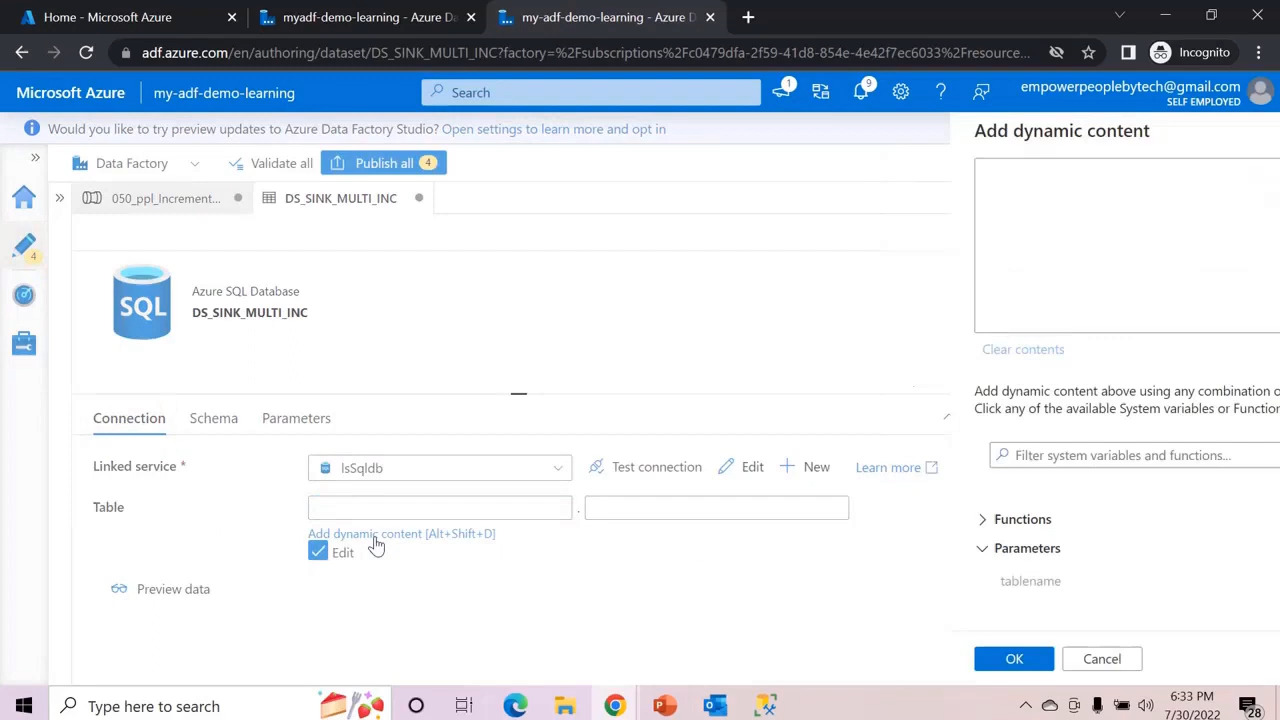 Home - Microsoft Azure
myadf-demo-learning - Azure Da
my-adf-demo-learning - Azure D
adf.azure.com/en/authoring/dataset/DS_SINK_MULTI_INC?factory=%2Fsubscriptions%2Fc0479dfa-2f59-41d8-854e-4e42f7ec6033%2Fresource...
Incognito
Microsoft Azure
my-adf-demo-learning
Search
1
9
empowerpeoplebytech@gmail.com
SELF EMPLOYED
Would you like to try preview updates to Azure Data Factory Studio? Open settings to learn more and opt in
Add dynamic content
Data Factory
Validate all
Publish all 4
050_ppl_Increment...
DS_SINK_MULTI_INC
4
SQL
Azure SQL Database
DS_SINK_MULTI_INC
Clear contents
Add dynamic content above using any combination o
Click any of the available System variables or Function
Connection
Schema
Parameters
Linked service *
lsSqldb
Test connection
Edit
New
Learn more
Filter system variables and functions...
Table
.
Add dynamic content [Alt+Shift+D]
Edit
Functions
Parameters
tablename
Preview data
OK
Cancel
Type here to search
6:33 PM
7/30/2022
28